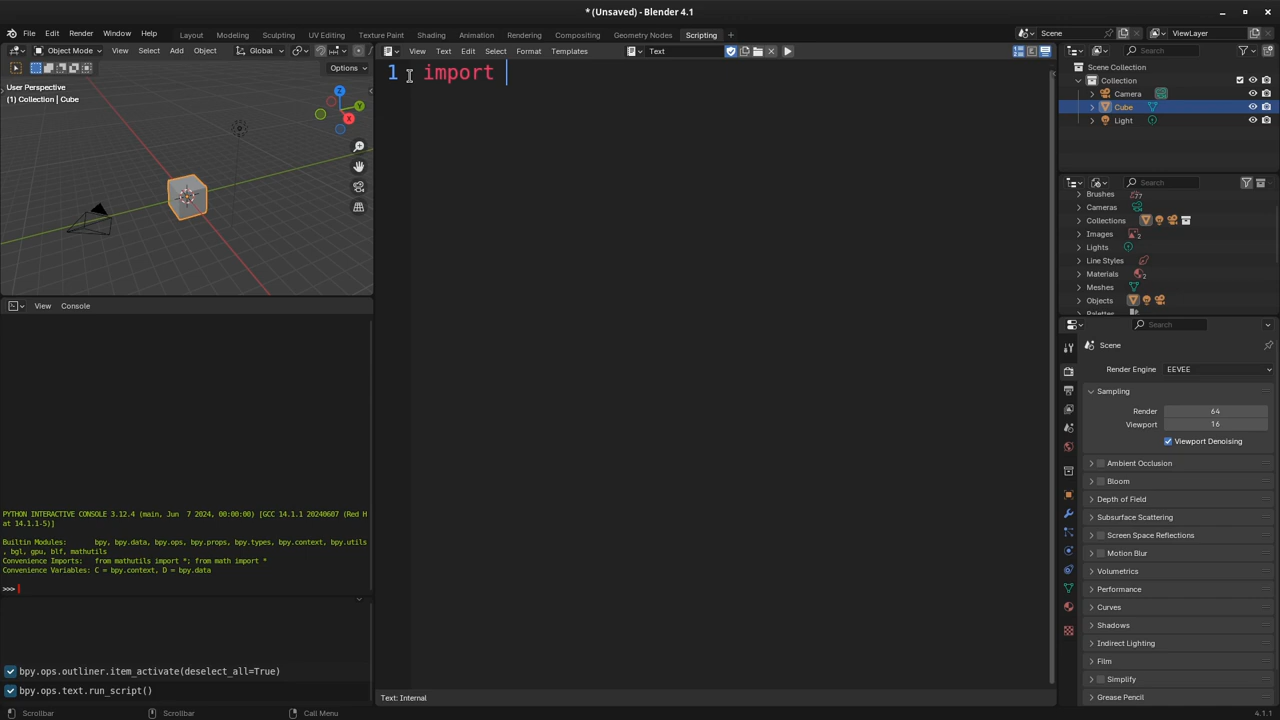 * (Unsaved) - Blender 4.1
File Edit Render Window Help Layout Modeling Sculpting UV Editing Texture Paint Shading Animation Rendering Compositing Geometry Nodes Scripting + Scene ViewLayer
Object Mode View Select Add Object Global
Options
User Perspective
(1) Collection | Cube
Z
Y
X
View Text Edit Select Format Templates Text
1 import
Text: Internal
View Console
PYTHON INTERACTIVE CONSOLE 3.12.4 (main, Jun  7 2024, 00:00:00) [GCC 14.1.1 20240607 (Red H
at 14.1.1-5)]
Builtin Modules:      bpy, bpy.data, bpy.ops, bpy.props, bpy.types, bpy.context, bpy.utils
, bgl, gpu, blf, mathutils
Convenience Imports:   from mathutils import *; from math import *
Convenience Variables: C = bpy.context, D = bpy.data
>>>
bpy.ops.outliner.item_activate(deselect_all=True)
bpy.ops.text.run_script()
Search
Scene Collection
Collection
Camera
Cube
Light
Search
Brushes 77
Cameras
Collections
Images 2
Lights
Line Styles
Materials 2
Meshes
Objects
Palettes
Search
Scene
Render Engine EEVEE
Sampling
Render 64
Viewport 16
Viewport Denoising
Ambient Occlusion
Bloom
Depth of Field
Subsurface Scattering
Screen Space Reflections
Motion Blur
Volumetrics
Performance
Curves
Shadows
Indirect Lighting
Film
Simplify
Grease Pencil
Scrollbar Scrollbar Call Menu 4.1.1